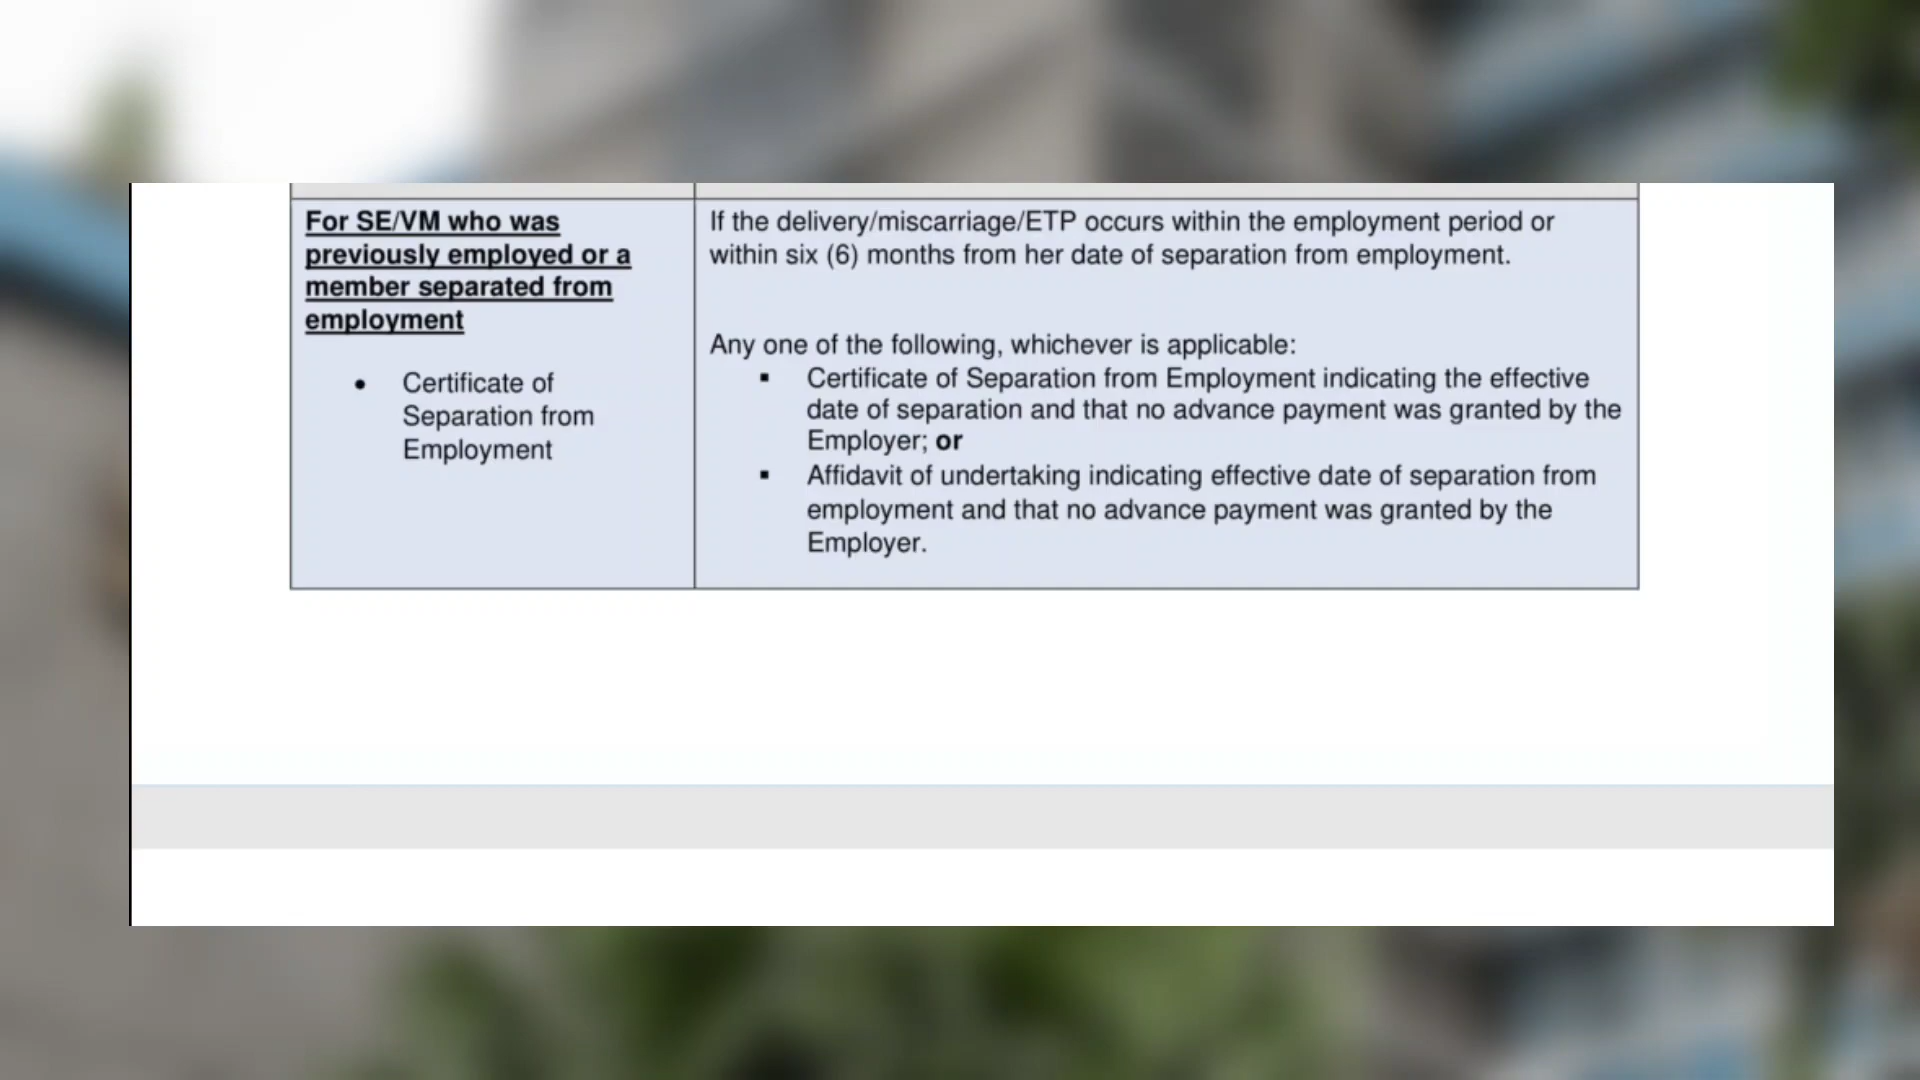 For SE/VM who was
previously employed or a
member separated from
employment
• Certificate of
Separation from
Employment
If the delivery/miscarriage/ETP occurs within the employment period or
within six (6) months from her date of separation from employment.
Any one of the following, whichever is applicable:
▪ Certificate of Separation from Employment indicating the effective
date of separation and that no advance payment was granted by the
Employer; or
▪ Affidavit of undertaking indicating effective date of separation from
employment and that no advance payment was granted by the
Employer.